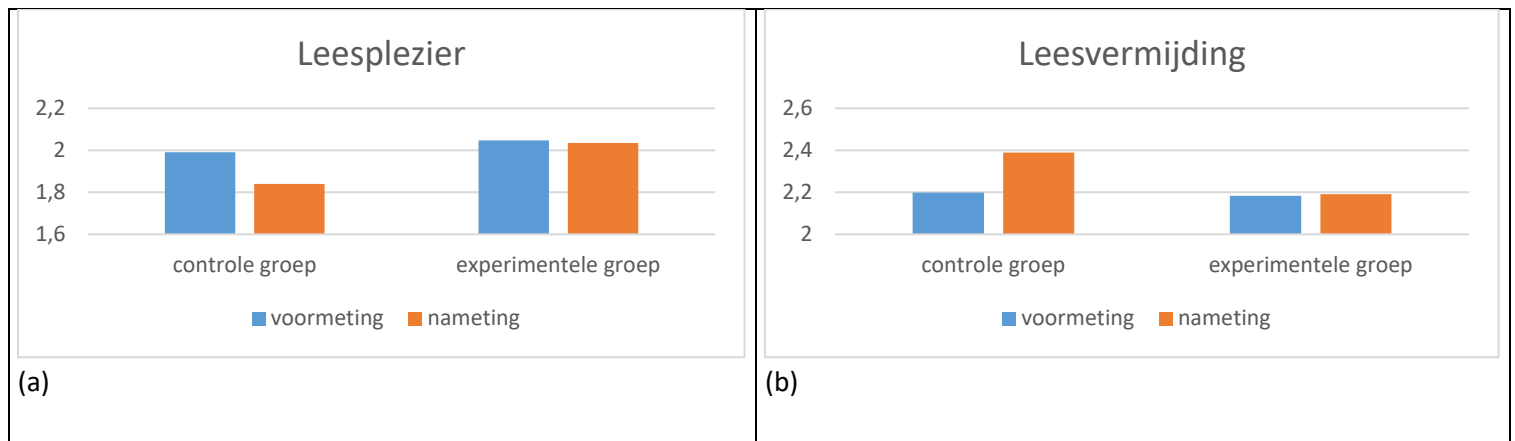 Leesplezier
2,2
2
1,8
1,6
controle groep
experimentele groep
voormeting nameting
(a)
Leesvermijding
2,6
2,4
2,2
2
controle groep
experimentele groep
voormeting nameting
(b)